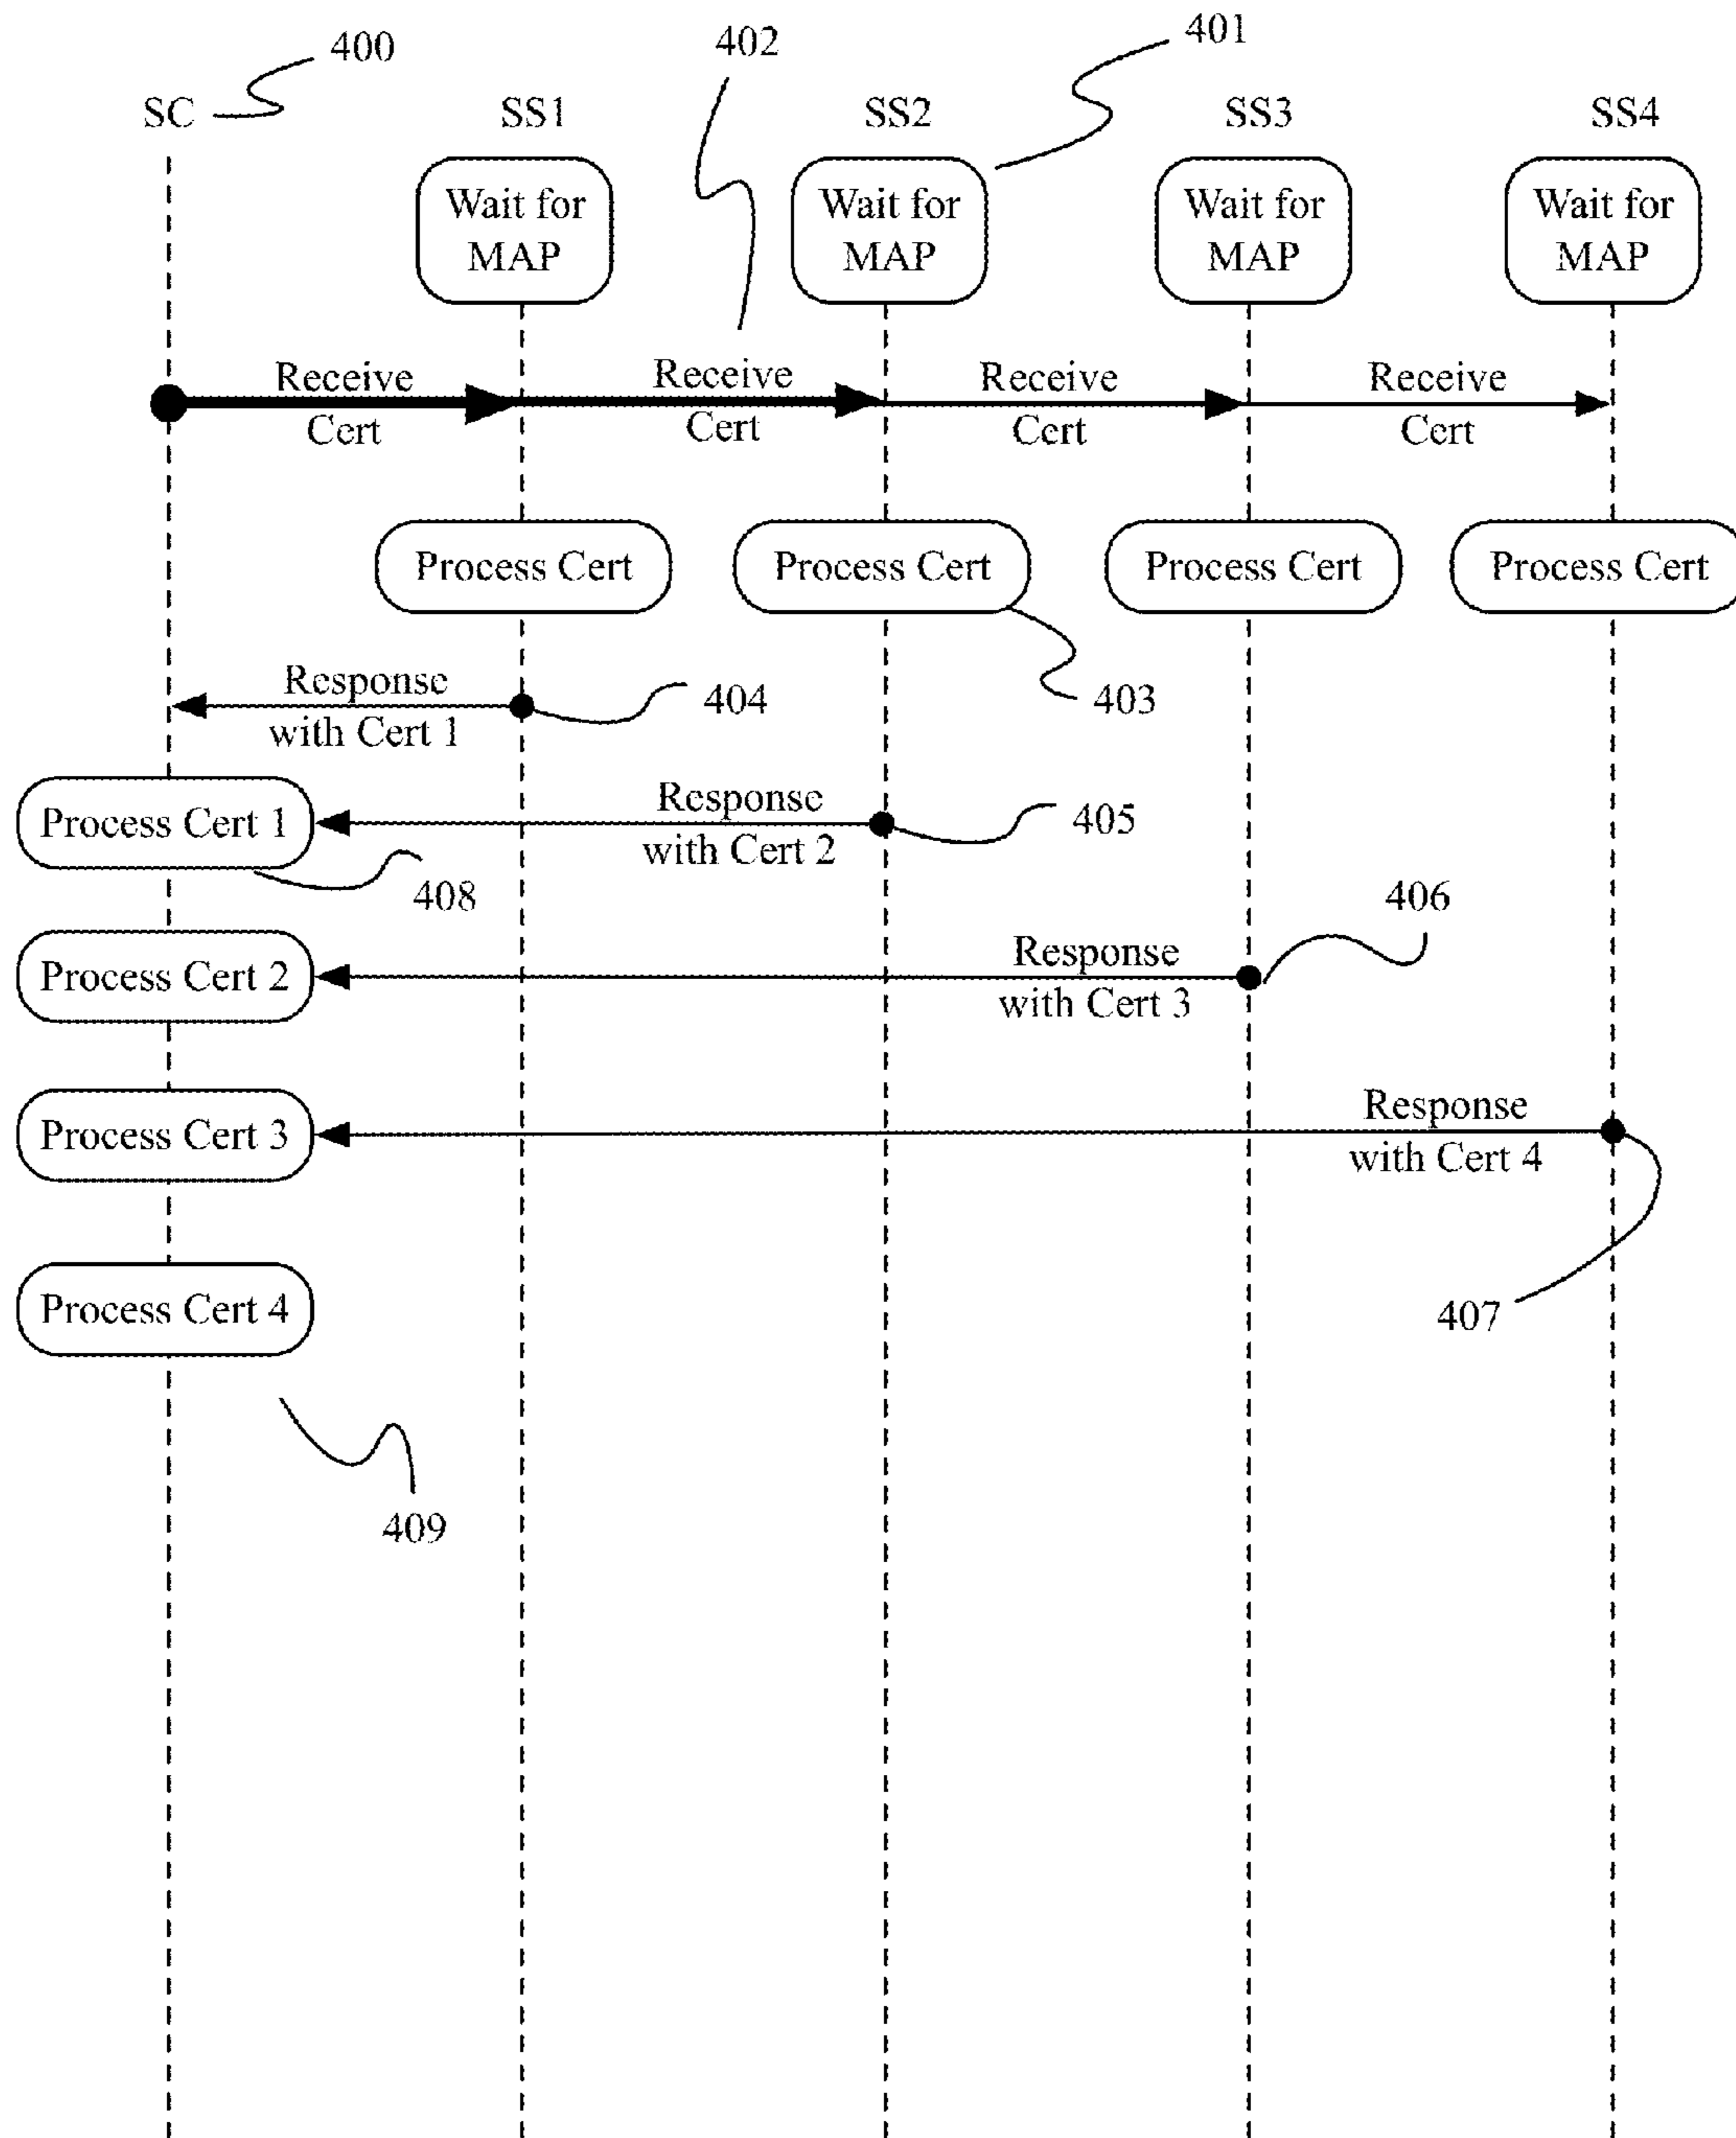 400
402
401
SC
SS1
SS2
SS3
SS4
Wait for
MAP
Wait for
MAP
Wait for
MAP
Wait for
MAP
Receive
Cert
Receive
Cert
Receive
Cert
Receive
Cert
Process Cert
Process Cert
Process Cert
Process Cert
403
Response
with Cert 1
404
Process Cert 1
Response
with Cert 2
405
408
406
Process Cert 2
Response
with Cert 3
Process Cert 3
Response
with Cert 4
Process Cert 4
407
409